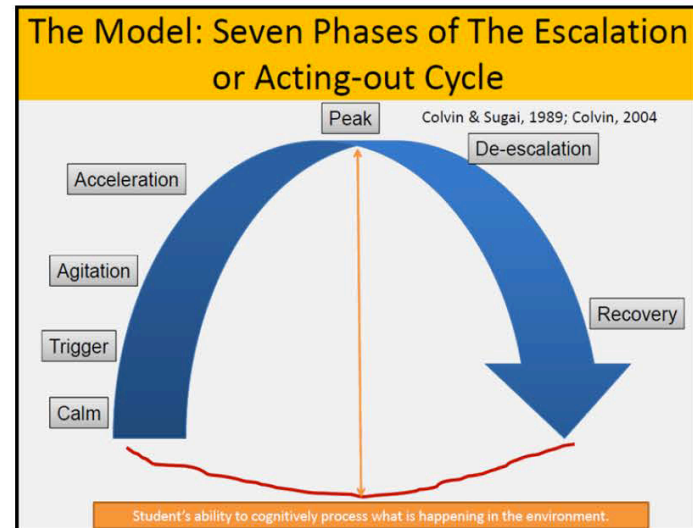 The Model: Seven Phases of The Escalation
or Acting-out Cycle
Peak
Colvin & Sugai, 1989; Colvin, 2004
De-escalation
Acceleration
Agitation
Recovery
Trigger
Calm
Student's ability to cognitively process what is happening in the environment.